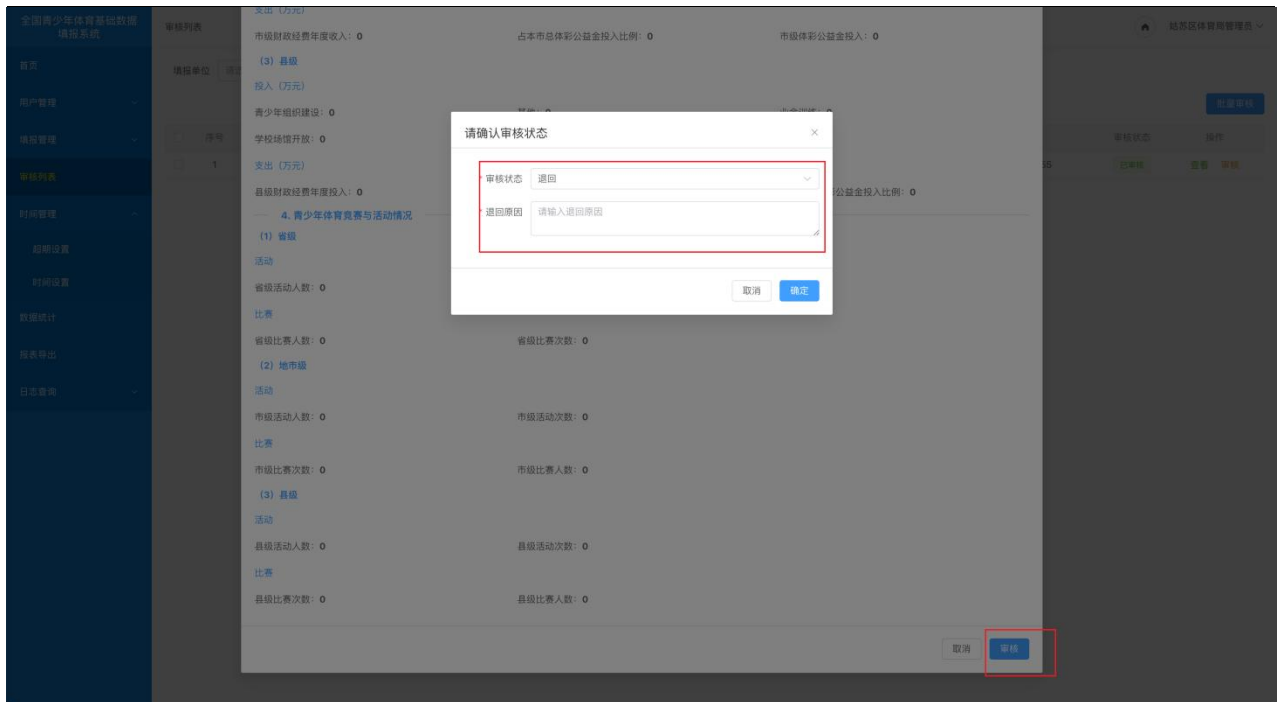 全国青少年体育基础数据
填报系统
审核列表
姑苏区体育局管理员
首页
用户管理
填报管理
审核列表
时间管理
超期设置
时间设置
数据统计
报表导出
日志查询
填报单位
批量审核
序号
审核状态
操作
1
55
已审核
查看
审核
支出（万元）
市级财政经费年度收入：0
占本市总体彩公益金投入比例：0
市级体彩公益金投入：0
（3）县级
投入（万元）
青少年组织建设：0
学校场馆开放：0
支出（万元）
县级财政经费年度投入：0
公益金投入比例：0
4. 青少年体育竞赛与活动情况
（1）省级
活动
省级活动人数：0
比赛
省级比赛人数：0
省级比赛次数：0
（2）地市级
活动
市级活动人数：0
市级活动次数：0
比赛
市级比赛次数：0
市级比赛人数：0
（3）县级
活动
县级活动人数：0
县级活动次数：0
比赛
县级比赛次数：0
县级比赛人数：0
取消
审核
请确认审核状态
* 审核状态
退回
* 退回原因
请输入退回原因
取消
确定